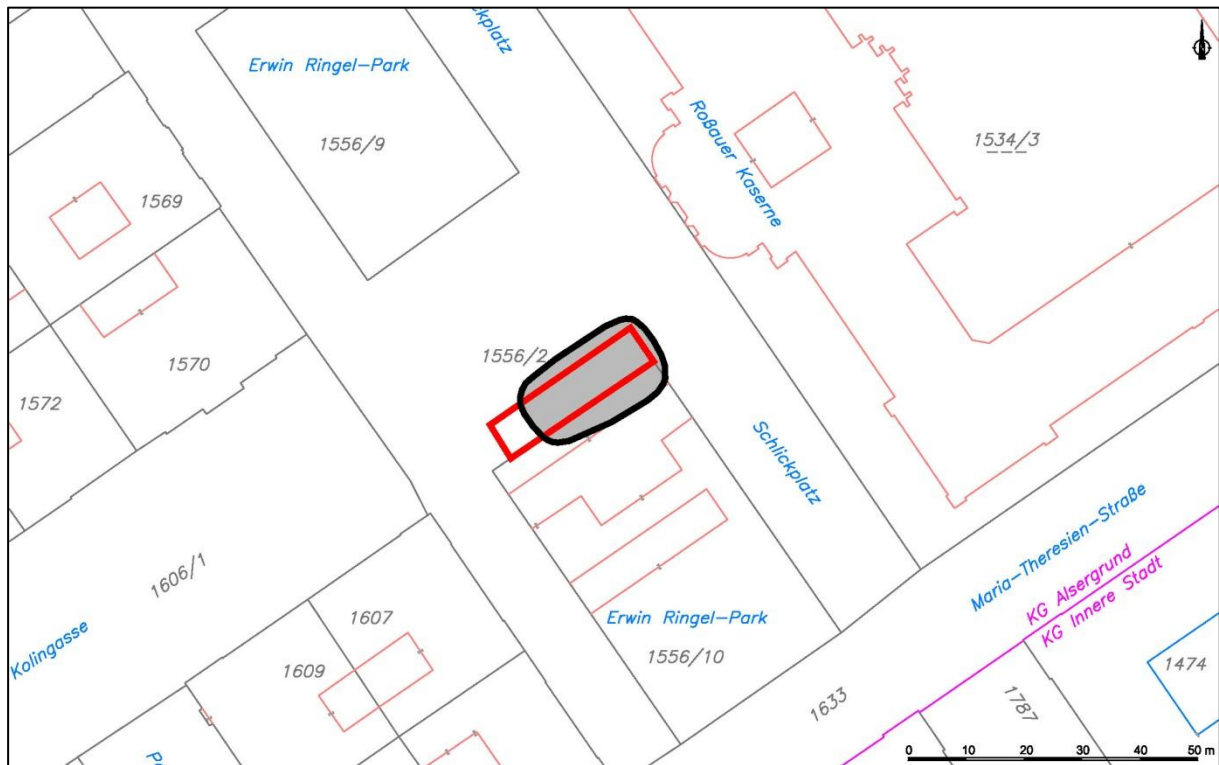 ckplatz
Erwin Ringel-Park
1556/9
Roßauer Kaserne
1534/3
1569
1556/2
1570
1572
Schlickplatz
Maria-Theresien-Straße
KG Alsergrund
KG Innere Stadt
1606/1
Kolingasse
1607
1609
Erwin Ringel-Park
1556/10
1474
1633
1787
0 10 20 30 40 50 m